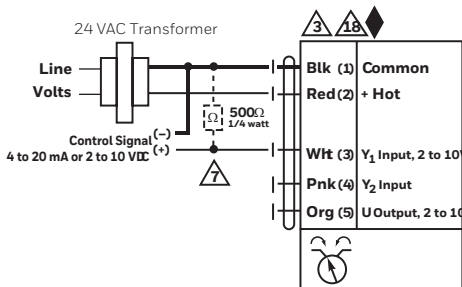 24 VAC Transformer
3 18
Line
Volts
Blk (1) Common
Red(2) + Hot
Ω 500Ω
1/4 watt
Control Signal (–)
4 to 20 mA or 2 to 10 VDC (+)
7
Wht (3) Y1 Input, 2 to 10V
Pnk (4) Y2 Input
Org (5) U Output, 2 to 10